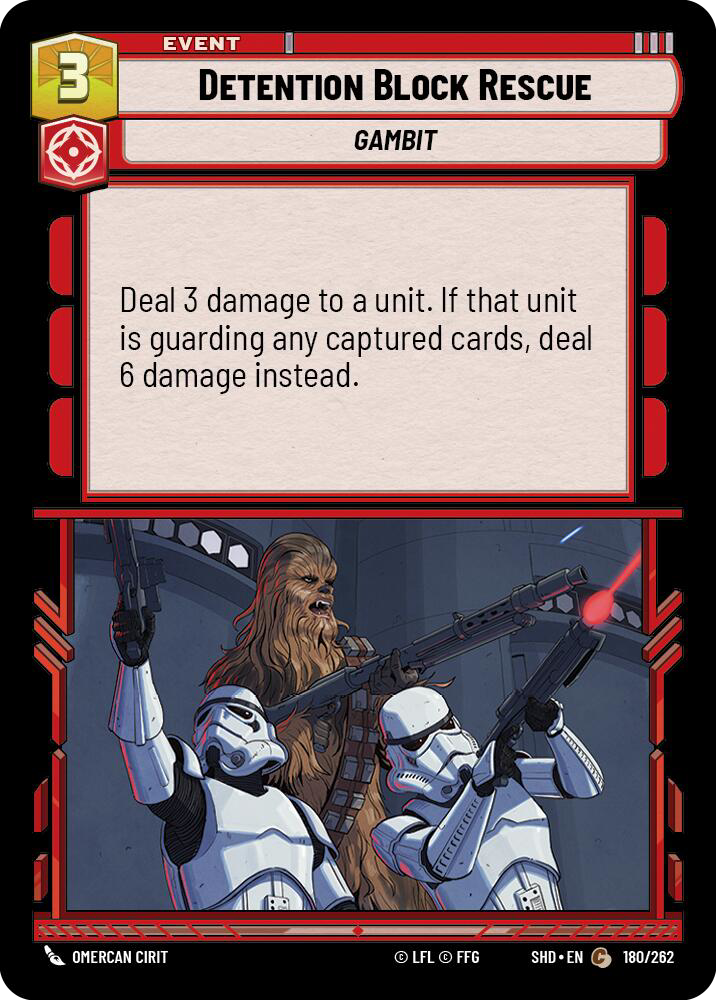 EVENT
3
DETENTION BLOCK RESCUE
GAMBIT
Deal 3 damage to a unit. If that unit
is guarding any captured cards, deal
6 damage instead.
OMERCAN CIRIT
© LFL © FFG
SHD • EN C 180/262